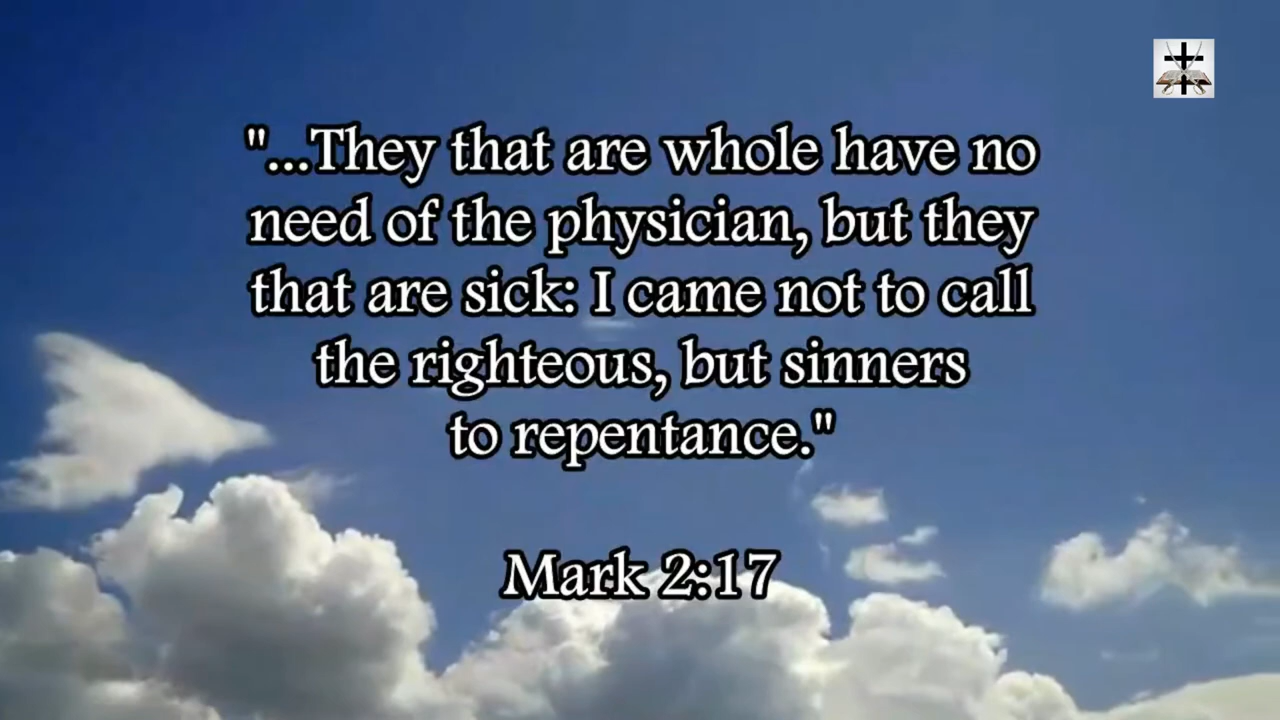 "...They that are whole have no
need of the physician, but they
that are sick: I came not to call
the righteous, but sinners
to repentance."
Mark 2:17